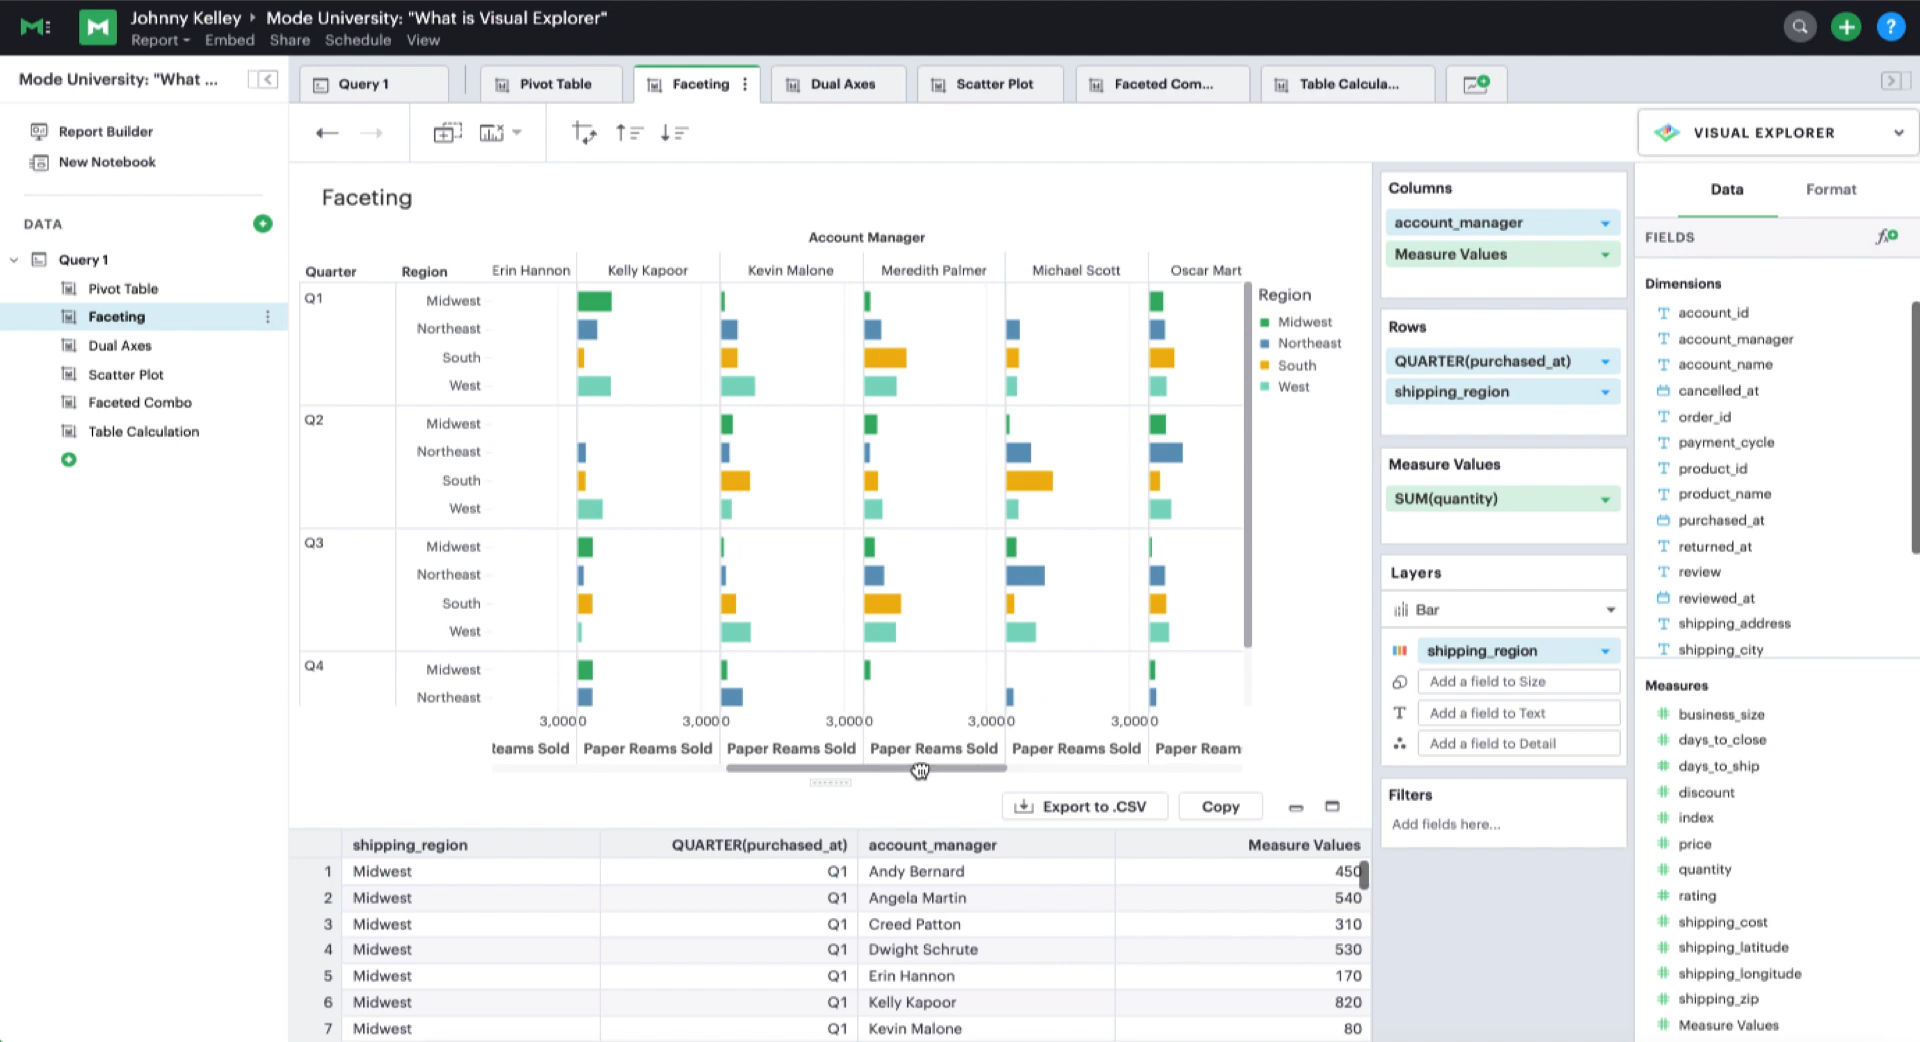 Johnny Kelley ‣ Mode University: "What is Visual Explorer"
Report Embed Share Schedule View
Mode University: "What ...
Query 1
Pivot Table
Faceting
Dual Axes
Scatter Plot
Faceted Com...
Table Calcula...
Report Builder
New Notebook
DATA
Query 1
Pivot Table
Faceting
Dual Axes
Scatter Plot
Faceted Combo
Table Calculation
VISUAL EXPLORER
Faceting
Account Manager
Quarter Region Erin Hannon Kelly Kapoor Kevin Malone Meredith Palmer Michael Scott Oscar Mart
Q1 Midwest
Northeast
South
West
Q2 Midwest
Northeast
South
West
Q3 Midwest
Northeast
South
West
Q4 Midwest
Northeast
3,0000 3,0000 3,0000 3,0000 3,0000
Reams Sold Paper Reams Sold Paper Reams Sold Paper Reams Sold Paper Reams Sold Paper Ream
Region
Midwest
Northeast
South
West
Export to .CSV Copy
shipping_region QUARTER(purchased_at) account_manager Measure Values
1 Midwest Q1 Andy Bernard 450
2 Midwest Q1 Angela Martin 540
3 Midwest Q1 Creed Patton 310
4 Midwest Q1 Dwight Schrute 530
5 Midwest Q1 Erin Hannon 170
6 Midwest Q1 Kelly Kapoor 820
7 Midwest Q1 Kevin Malone 80
Columns
account_manager
Measure Values
Rows
QUARTER(purchased_at)
shipping_region
Measure Values
SUM(quantity)
Layers
Bar
shipping_region
Add a field to Size
Add a field to Text
Add a field to Detail
Filters
Add fields here...
Data Format
FIELDS
Dimensions
account_id
account_manager
account_name
cancelled_at
order_id
payment_cycle
product_id
product_name
purchased_at
returned_at
review
reviewed_at
shipping_address
shipping_city
Measures
business_size
days_to_close
days_to_ship
discount
index
price
quantity
rating
shipping_cost
shipping_latitude
shipping_longitude
shipping_zip
Measure Values